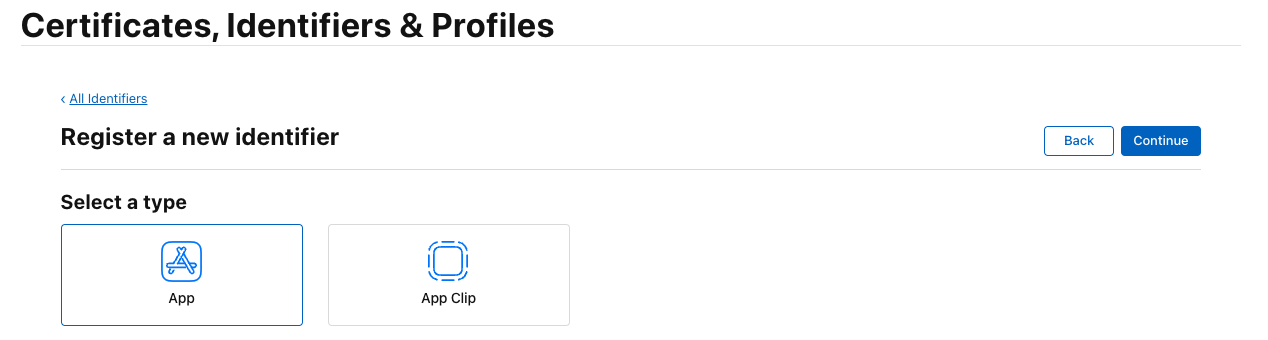 Certificates, Identifiers & Profiles
‹ All Identifiers
Register a new identifier
Back
Continue
Select a type
App
App Clip